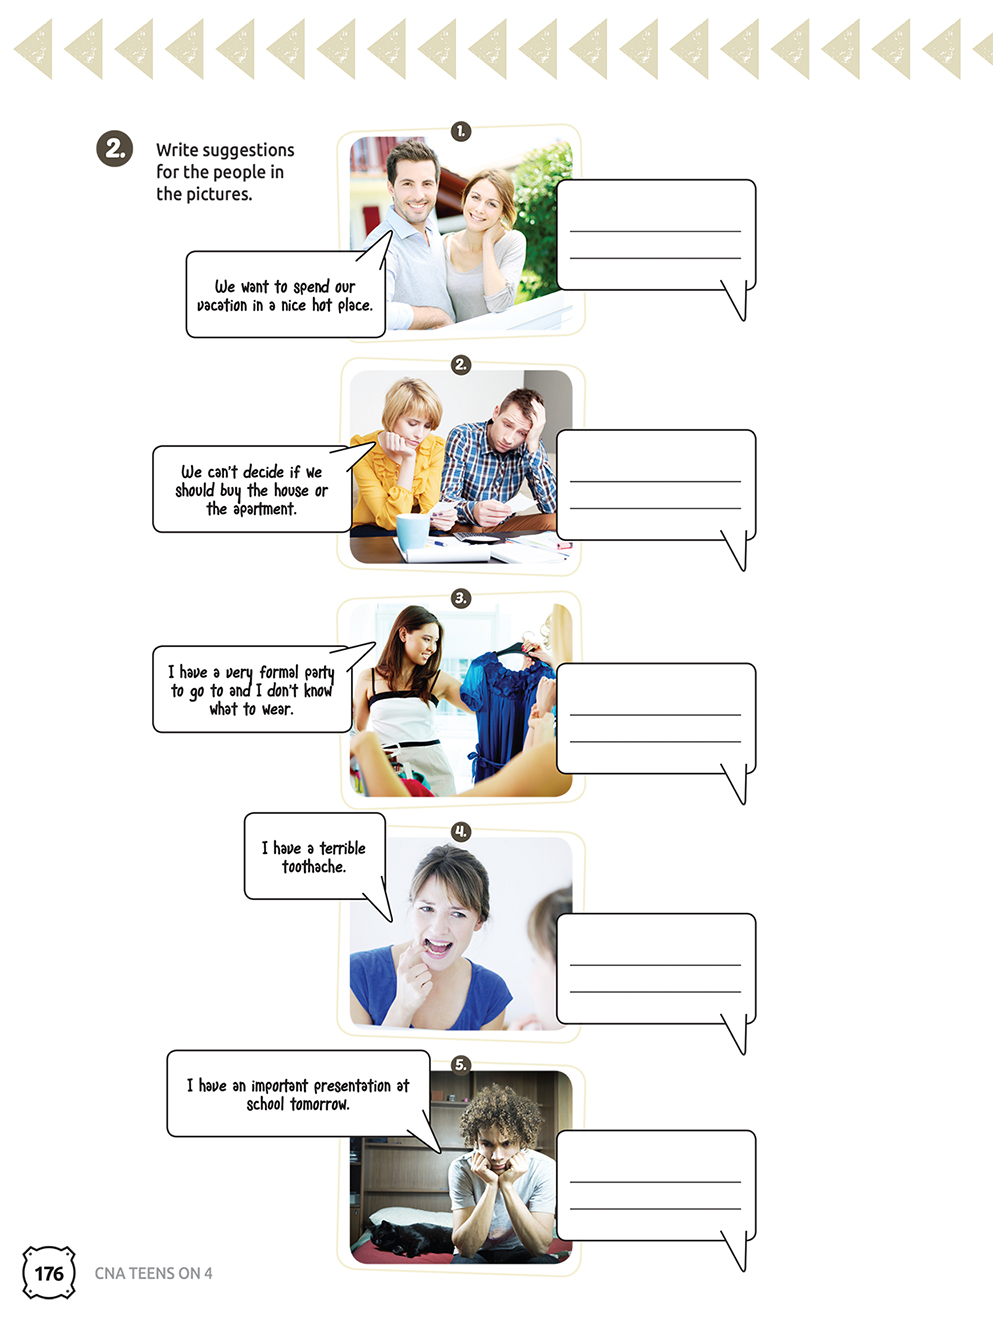 2.
Write suggestions
for the people in
the pictures.
1.
We want to spend our
vacation in a nice hot place.
2.
We can't decide if we
should buy the house or
the apartment.
3.
I have a very formal party
to go to and I don't know
what to wear.
4.
I have a terrible
toothache.
5.
I have an important presentation at
school tomorrow.
176
CNA TEENS ON 4